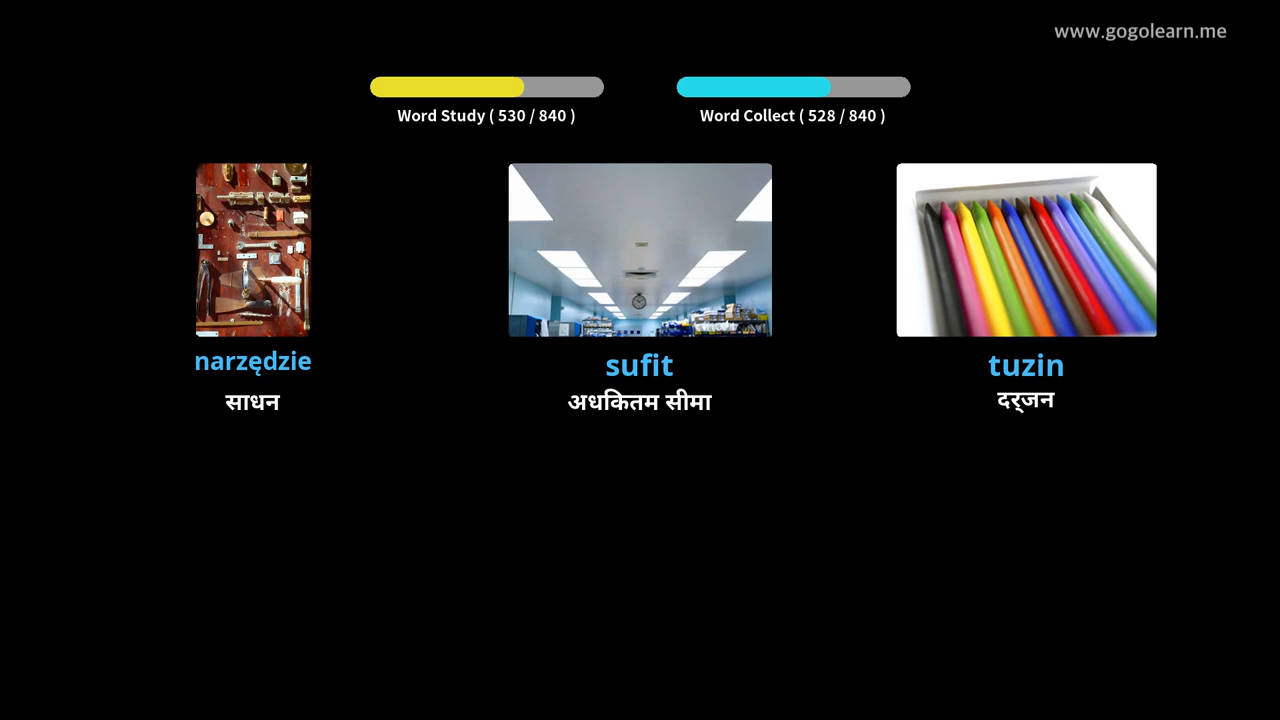 www.gogolearn.me
Word Study ( 530 / 840 )
Word Collect ( 528 / 840 )
narzędzie
साधन
sufit
अधकितम सीमा
tuzin
दर्‌जन